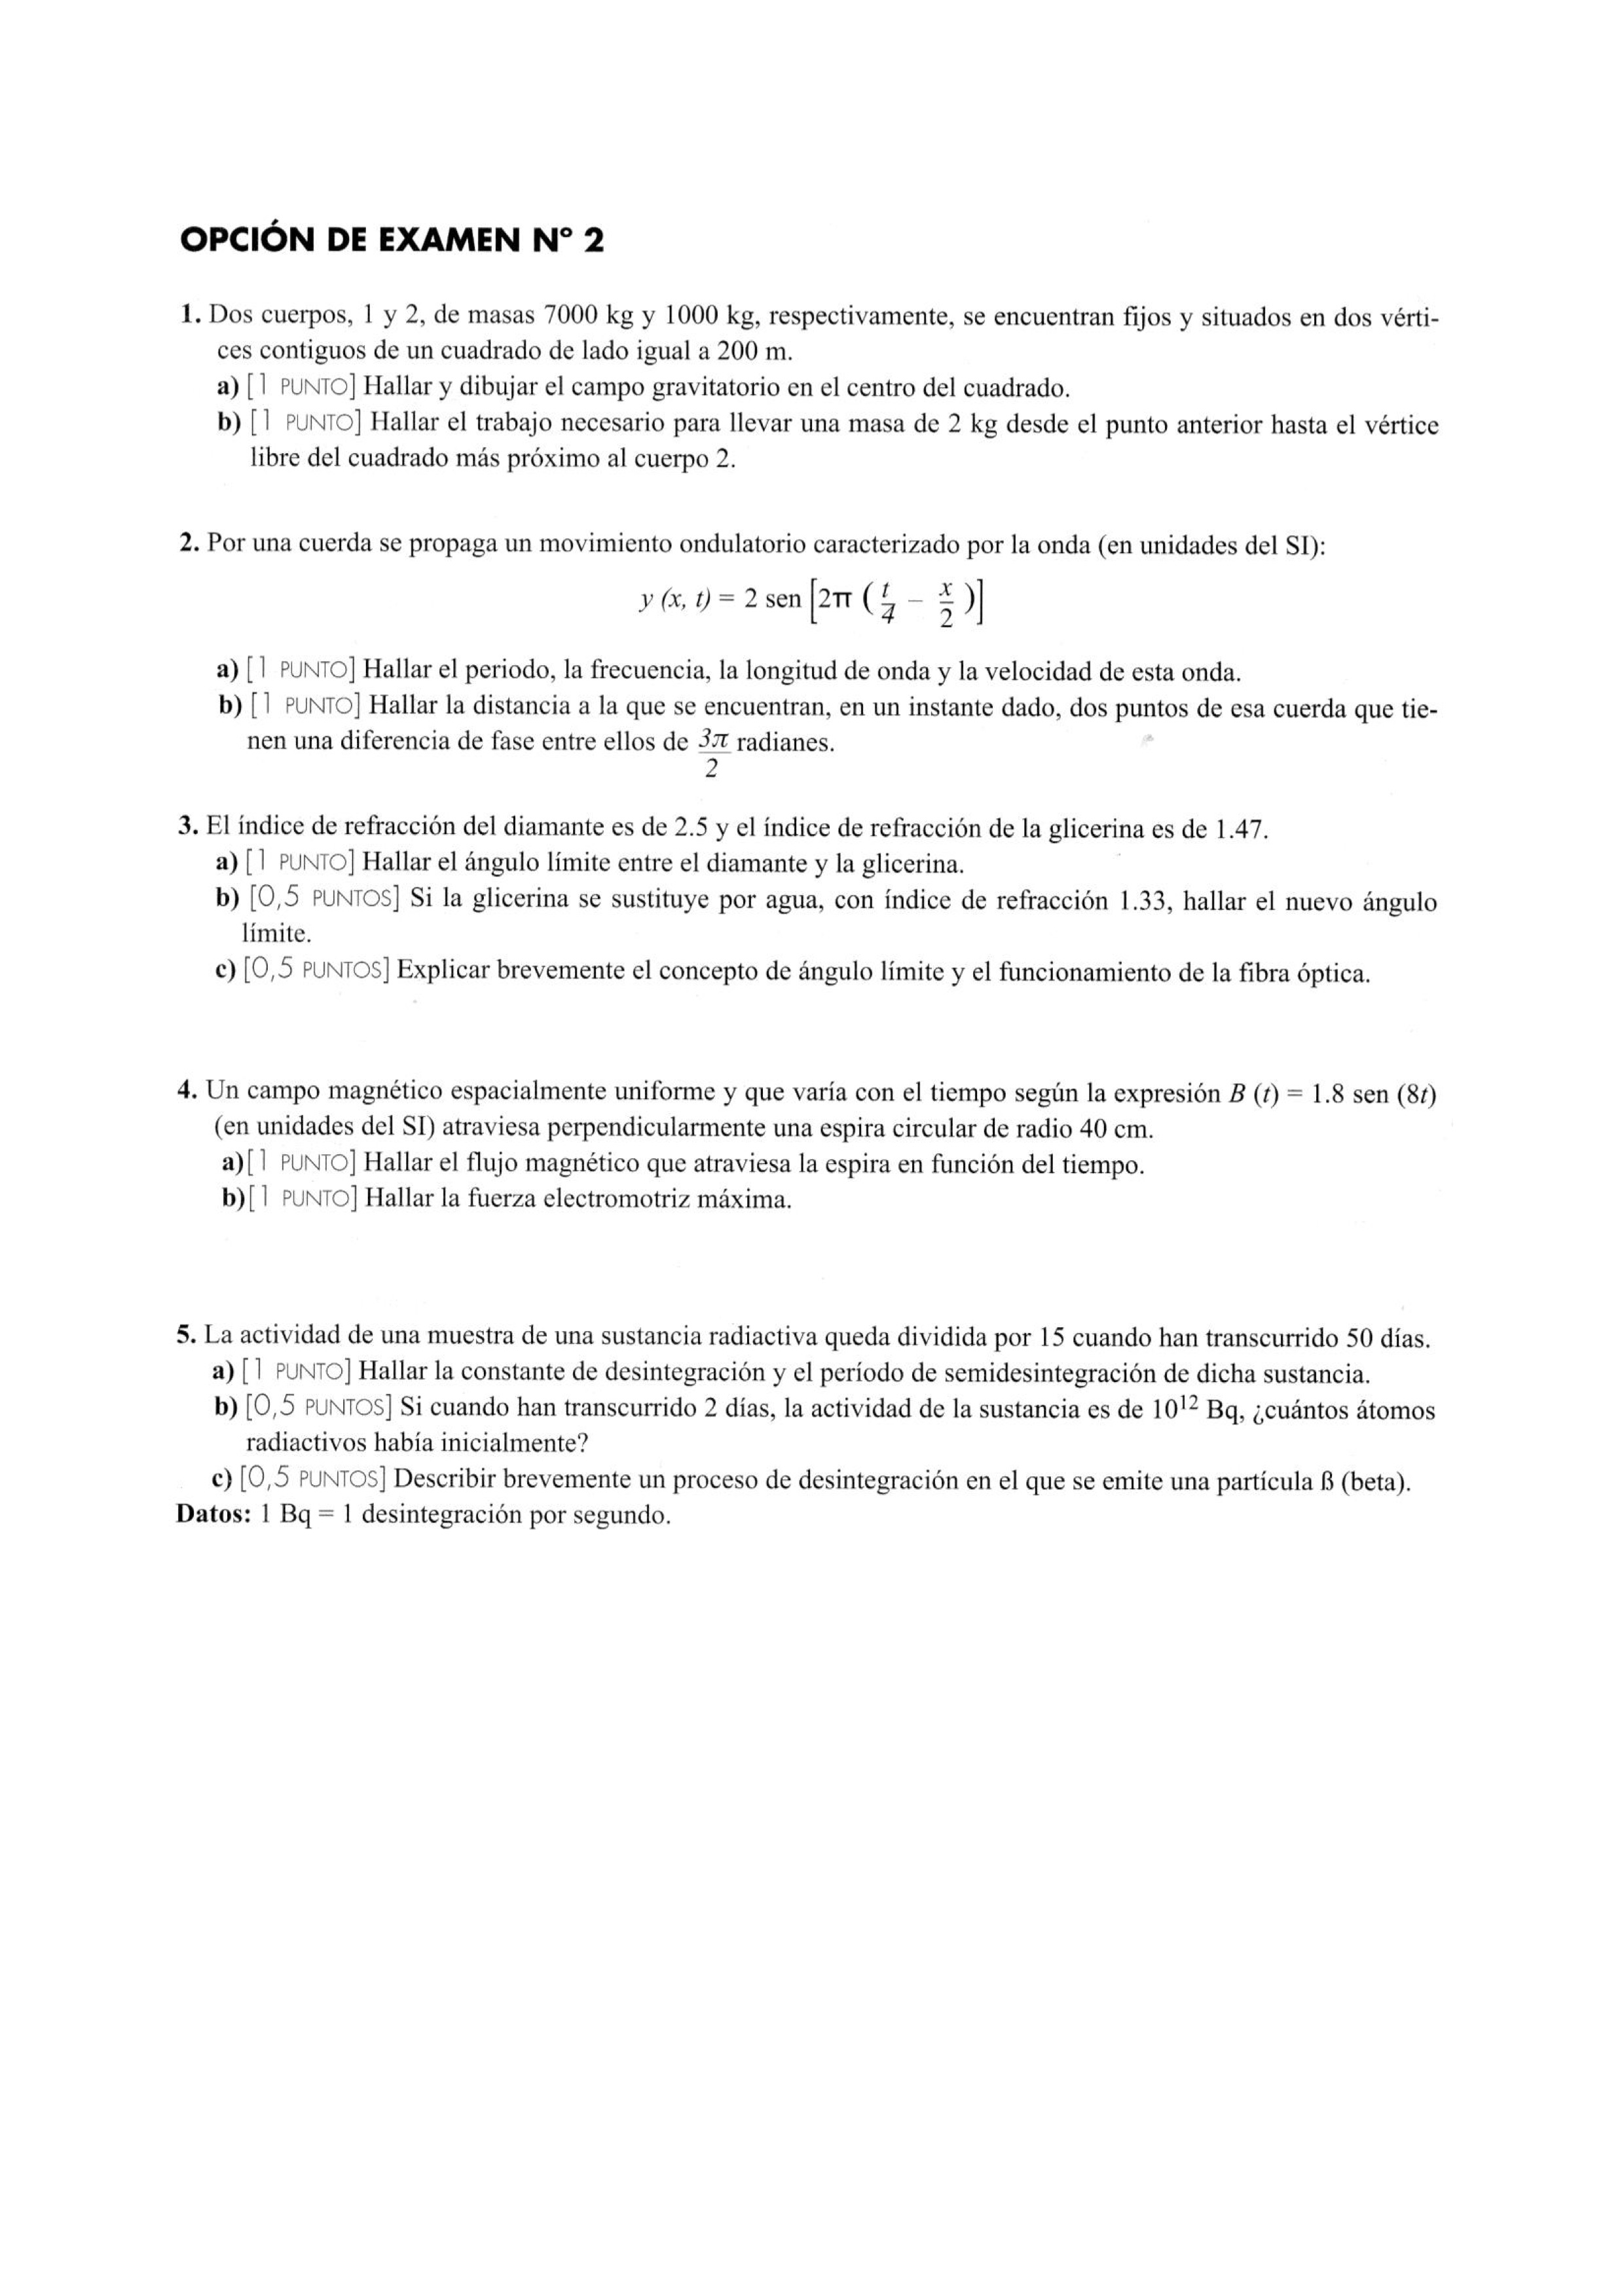 OPCIÓN DE EXAMEN Nº 2
1. Dos cuerpos, 1 y 2, de masas 7000 kg y 1000 kg, respectivamente, se encuentran fijos y situados en dos vérti-
ces contiguos de un cuadrado de lado igual a 200 m.
a) [1 PUNTO] Hallar y dibujar el campo gravitatorio en el centro del cuadrado.
b) [1 PUNTO] Hallar el trabajo necesario para llevar una masa de 2 kg desde el punto anterior hasta el vértice
libre del cuadrado más próximo al cuerpo 2.
2. Por una cuerda se propaga un movimiento ondulatorio caracterizado por la onda (en unidades del SI):
y (x, t) = 2 sen [2π (t/4 − x/2)]
a) [1 PUNTO] Hallar el periodo, la frecuencia, la longitud de onda y la velocidad de esta onda.
b) [1 PUNTO] Hallar la distancia a la que se encuentran, en un instante dado, dos puntos de esa cuerda que tie-
nen una diferencia de fase entre ellos de 3π/2 radianes.
3. El índice de refracción del diamante es de 2.5 y el índice de refracción de la glicerina es de 1.47.
a) [1 PUNTO] Hallar el ángulo límite entre el diamante y la glicerina.
b) [0,5 PUNTOS] Si la glicerina se sustituye por agua, con índice de refracción 1.33, hallar el nuevo ángulo
límite.
c) [0,5 PUNTOS] Explicar brevemente el concepto de ángulo límite y el funcionamiento de la fibra óptica.
4. Un campo magnético espacialmente uniforme y que varía con el tiempo según la expresión B (t) = 1.8 sen (8t)
(en unidades del SI) atraviesa perpendicularmente una espira circular de radio 40 cm.
a)[1 PUNTO] Hallar el flujo magnético que atraviesa la espira en función del tiempo.
b)[1 PUNTO] Hallar la fuerza electromotriz máxima.
5. La actividad de una muestra de una sustancia radiactiva queda dividida por 15 cuando han transcurrido 50 días.
a) [1 PUNTO] Hallar la constante de desintegración y el período de semidesintegración de dicha sustancia.
b) [0,5 PUNTOS] Si cuando han transcurrido 2 días, la actividad de la sustancia es de 10¹² Bq, ¿cuántos átomos
radiactivos había inicialmente?
c) [0,5 PUNTOS] Describir brevemente un proceso de desintegración en el que se emite una partícula ß (beta).
Datos: 1 Bq = 1 desintegración por segundo.